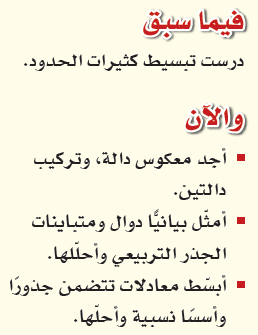 فيما سبق
درست تبسيط كثيرات الحدود.
والآن
■ أجد معكوس دالة، وتركيب
دالتين.
■ أمثّل بيانيًّا دوال ومتباينات
الجذر التربيعي وأحلّلها.
■ أبسّط معادلات تتضمن جذورًا
وأسسًا نسبية وأحلّها.